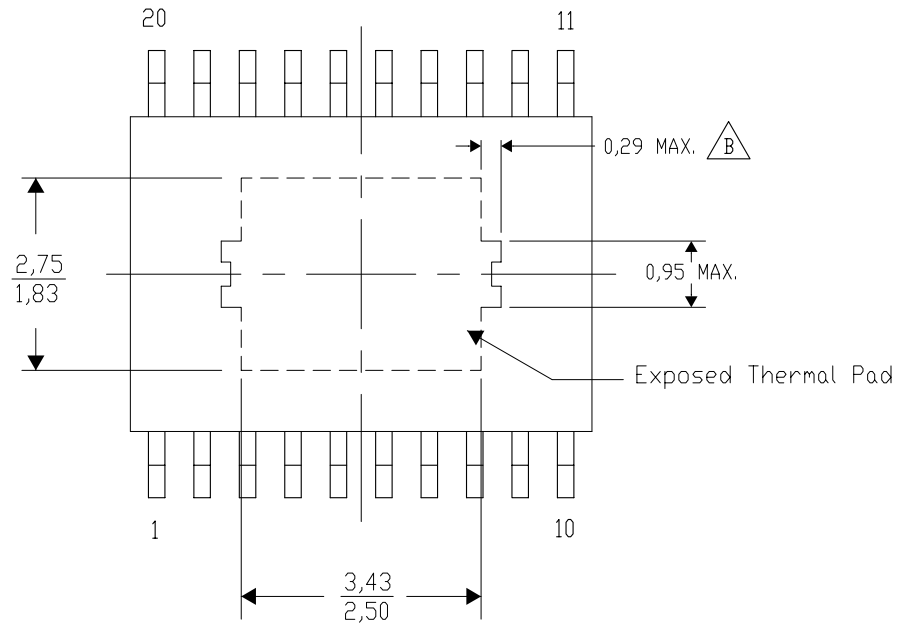 20
11
0,29 MAX.
B
2,75
1,83
0,95 MAX.
Exposed Thermal Pad
1
10
3,43
2,50